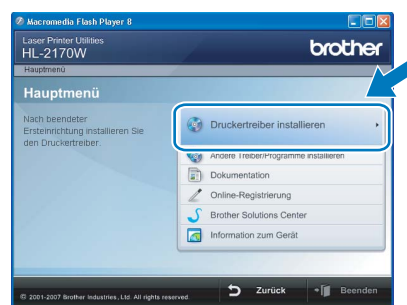 Macromedia Flash Player 8
Laser Printer Utilities
HL-2170W
brother
Hauptmenü
Hauptmenü
Nach beendeter
Ersteinrichtung installieren Sie
den Druckertreiber.
Druckertreiber installieren
Andere Treiber/Programme installieren
Dokumentation
Online-Registrierung
Brother Solutions Center
Information zum Gerät
© 2001-2007 Brother Industries, Ltd. All rights reserved
Zurück
Beenden